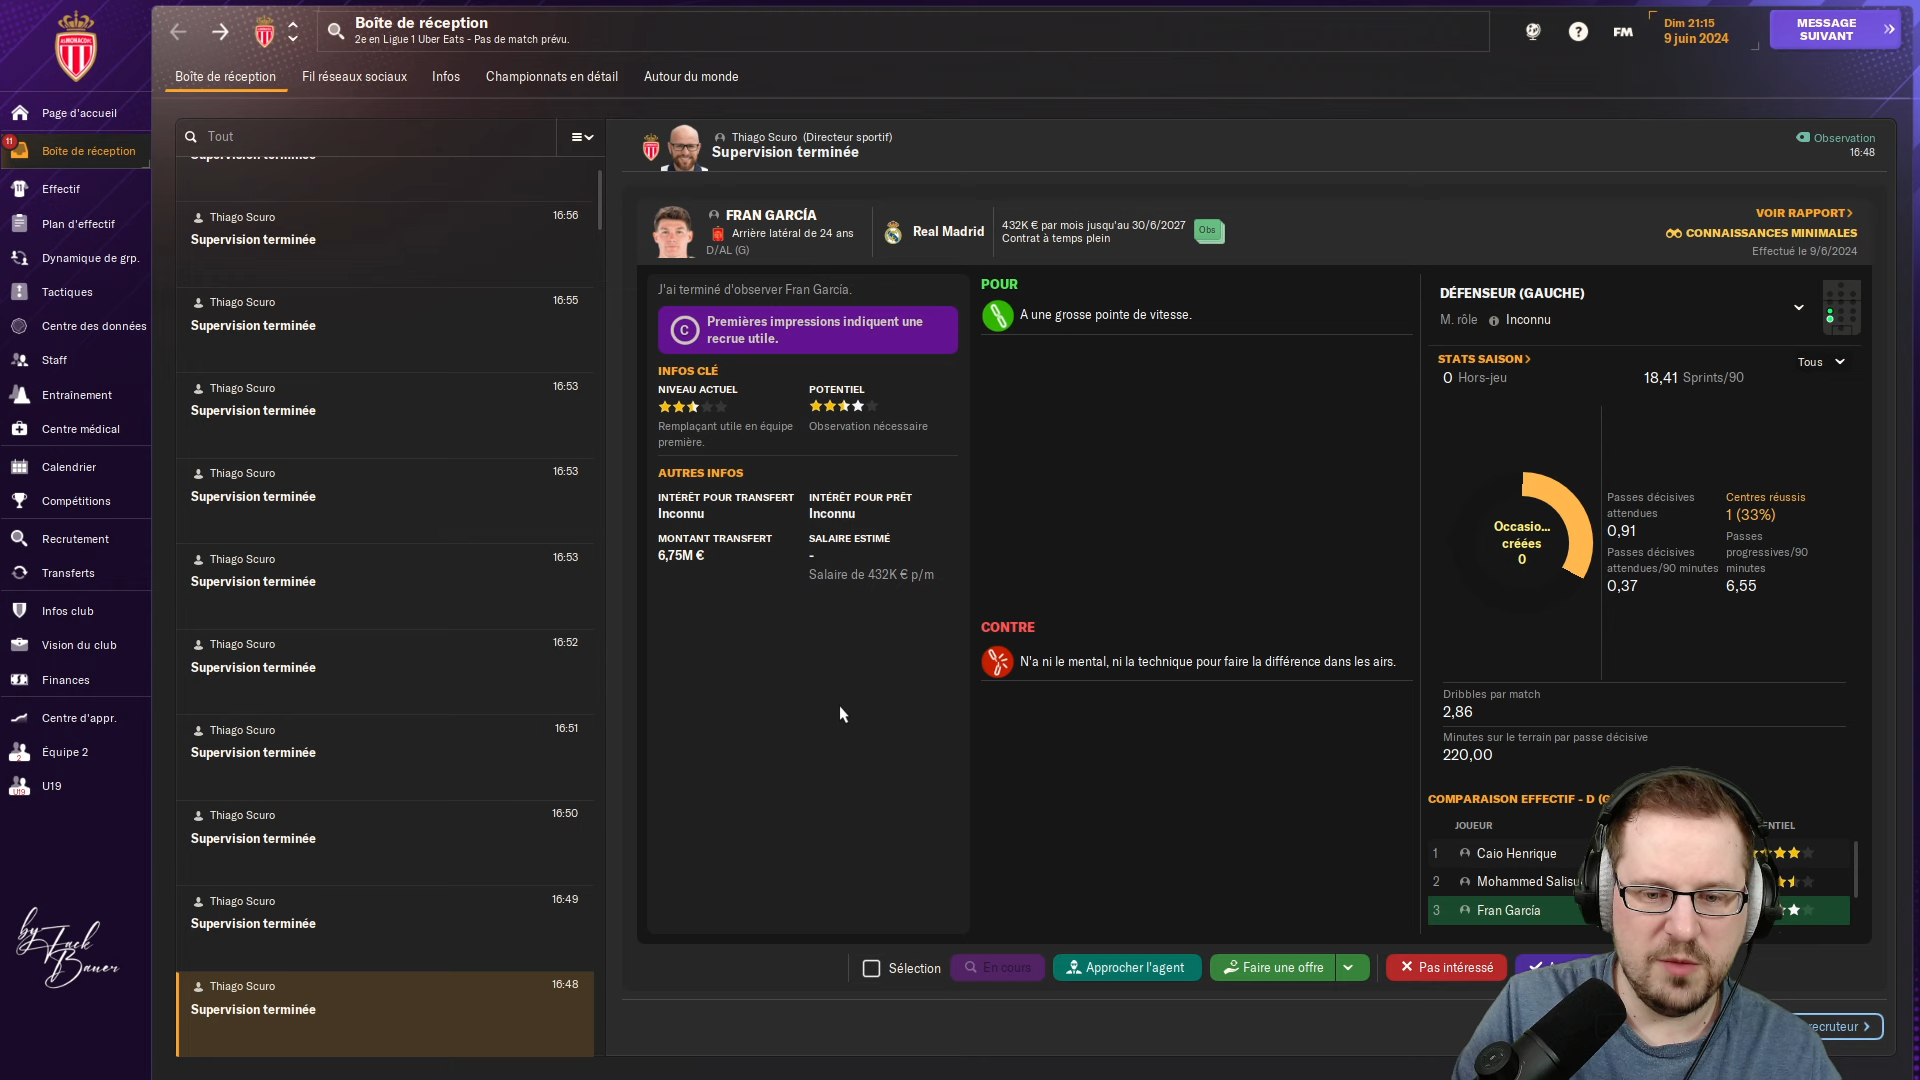 Boîte de réception
2e en Ligue 1 Uber Eats - Pas de match prévu.
FM
Dim 21:15
9 juin 2024
MESSAGE
SUIVANT
Boîte de réception
Fil réseaux sociaux
Infos
Championnats en détail
Autour du monde
Page d'accueil
11
Boîte de réception
Effectif
Plan d'effectif
Dynamique de grp.
Tactiques
Centre des données
Staff
Entraînement
Centre médical
Calendrier
Compétitions
Recrutement
Transferts
Infos club
Vision du club
Finances
Centre d'appr.
Équipe 2
U19
by Jack
Bauer
Tout
Supervision terminée
Thiago Scuro 16:56
Supervision terminée
Thiago Scuro 16:55
Supervision terminée
Thiago Scuro 16:53
Supervision terminée
Thiago Scuro 16:53
Supervision terminée
Thiago Scuro 16:53
Supervision terminée
Thiago Scuro 16:52
Supervision terminée
Thiago Scuro 16:51
Supervision terminée
Thiago Scuro 16:50
Supervision terminée
Thiago Scuro 16:49
Supervision terminée
Thiago Scuro 16:48
Supervision terminée
Thiago Scuro (Directeur sportif)
Supervision terminée
Observation
16:48
FRAN GARCÍA
Arrière latéral de 24 ans
D/AL (G)
Real Madrid
432K € par mois jusqu'au 30/6/2027
Contrat à temps plein
Obs
VOIR RAPPORT
CONNAISSANCES MINIMALES
Effectué le 9/6/2024
J'ai terminé d'observer Fran García.
C
Premières impressions indiquent une
recrue utile.
INFOS CLÉ
NIVEAU ACTUEL
POTENTIEL
Remplaçant utile en équipe
première.
Observation nécessaire
AUTRES INFOS
INTÉRÊT POUR TRANSFERT
Inconnu
INTÉRÊT POUR PRÊT
Inconnu
MONTANT TRANSFERT
6,75M €
SALAIRE ESTIMÉ
-
Salaire de 432K € p/m
POUR
A une grosse pointe de vitesse.
CONTRE
N'a ni le mental, ni la technique pour faire la différence dans les airs.
DÉFENSEUR (GAUCHE)
M. rôle Inconnu
STATS SAISON
Tous
0 Hors-jeu
18,41 Sprints/90
Occasio...
créées
0
Passes décisives
attendues
0,91
Passes décisives
attendues/90 minutes
0,37
Centres réussis
1 (33%)
Passes
progressives/90
minutes
6,55
Dribbles par match
2,86
Minutes sur le terrain par passe décisive
220,00
COMPARAISON EFFECTIF - D (G
JOUEUR
1 Caio Henrique
2 Mohammed Salisu
3 Fran García
Sélection
En cours
Approcher l'agent
Faire une offre
Pas intéressé
recruteur